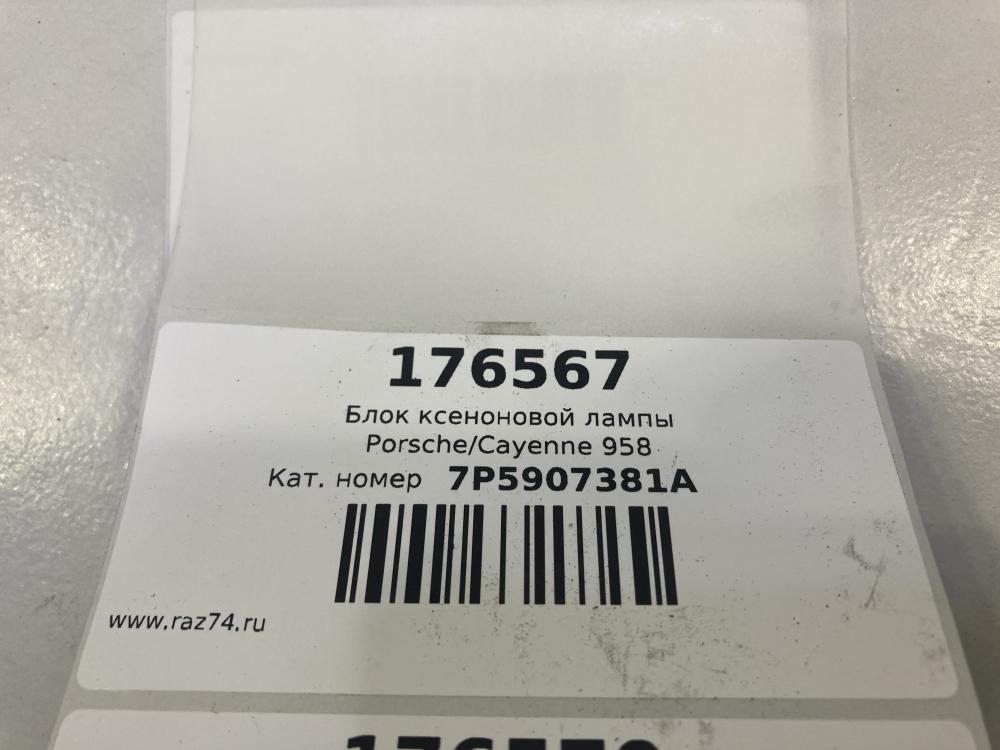 176567
Блок ксеноновой лампы
Porsche/Cayenne 958
Кат. номер 7P5907381A
www.raz74.ru